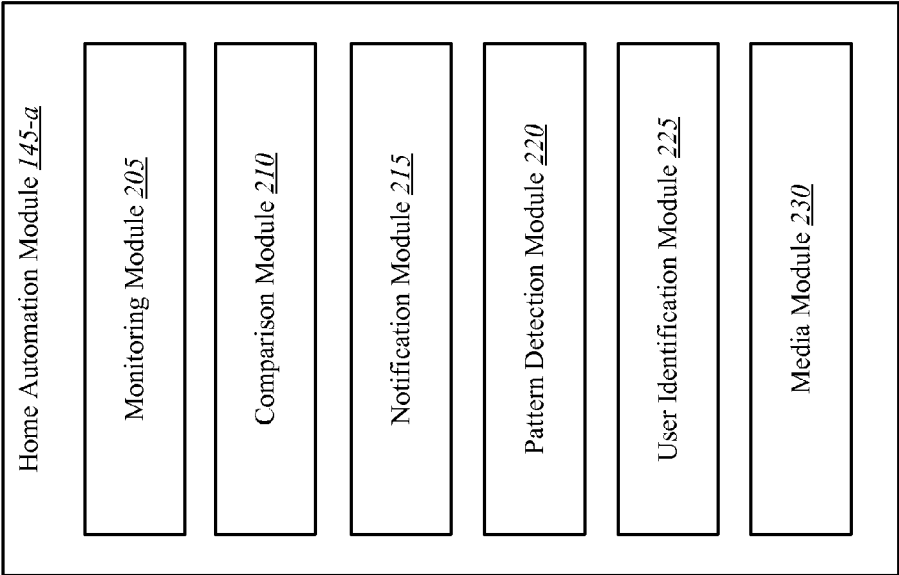 Home Automation Module 145-a
Monitoring Module 205
Comparison Module 210
Notification Module 215
Pattern Detection Module 220
User Identification Module 225
Media Module 230